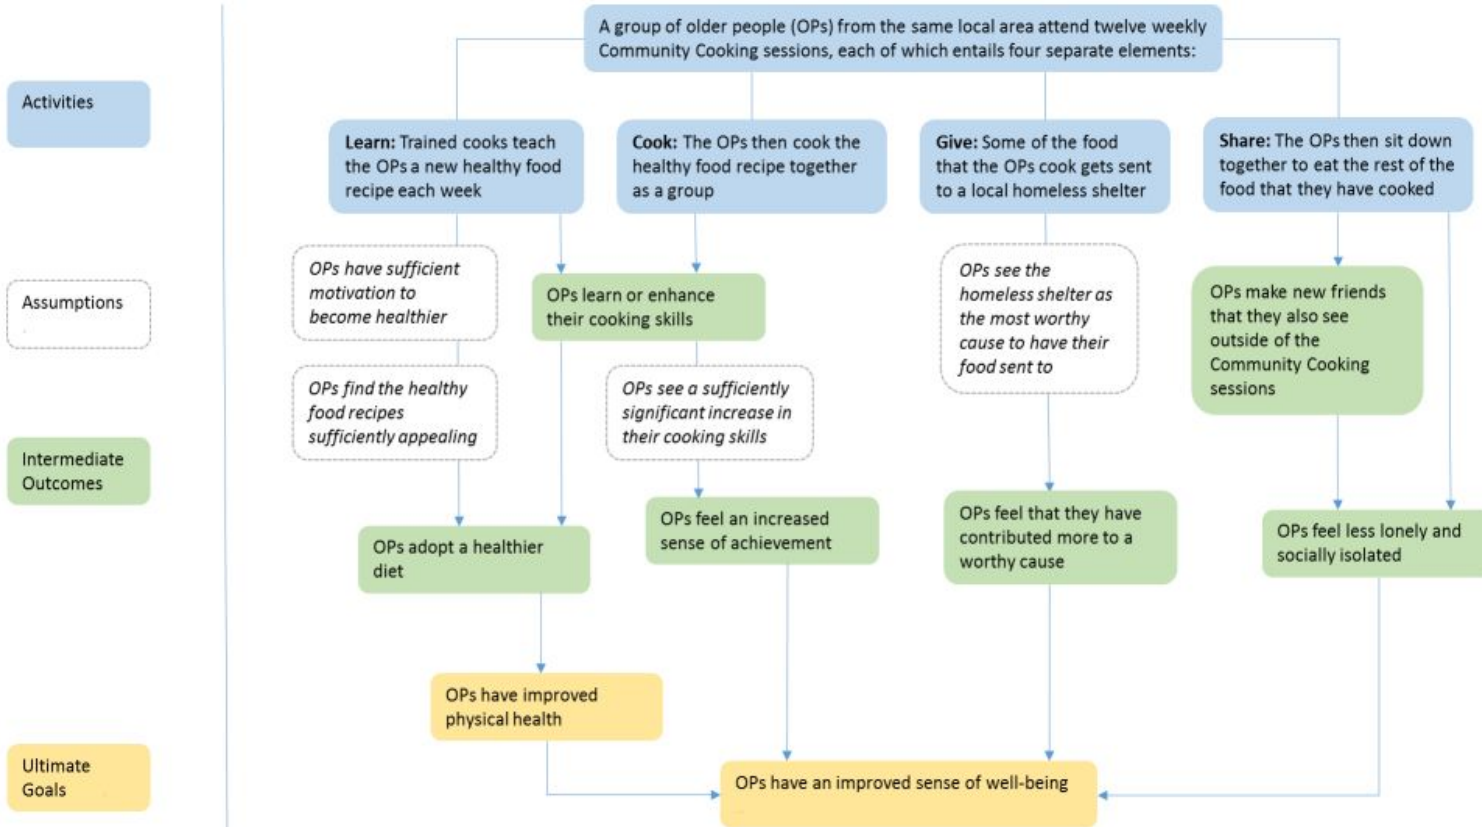 A group of older people (OPs) from the same local area attend twelve weekly
Community Cooking sessions, each of which entails four separate elements:
Activities
Learn: Trained cooks teach
the OPs a new healthy food
recipe each week
Cook: The OPs then cook the
healthy food recipe together
as a group
Give: Some of the food
that the OPs cook gets sent
to a local homeless shelter
Share: The OPs then sit down
together to eat the rest of the
food that they have cooked
Assumptions
OPs have sufficient
motivation to
become healthier
OPs learn or enhance
their cooking skills
OPs see the
homeless shelter as
the most worthy
cause to have their
food sent to
OPs make new friends
that they also see
outside of the
Community Cooking
sessions
OPs find the healthy
food recipes
sufficiently appealing
OPs see a sufficiently
significant increase in
their cooking skills
Intermediate
Outcomes
OPs adopt a healthier
diet
OPs feel an increased
sense of achievement
OPs feel that they have
contributed more to a
worthy cause
OPs feel less lonely and
socially isolated
OPs have improved
physical health
Ultimate
Goals
OPs have an improved sense of well-being